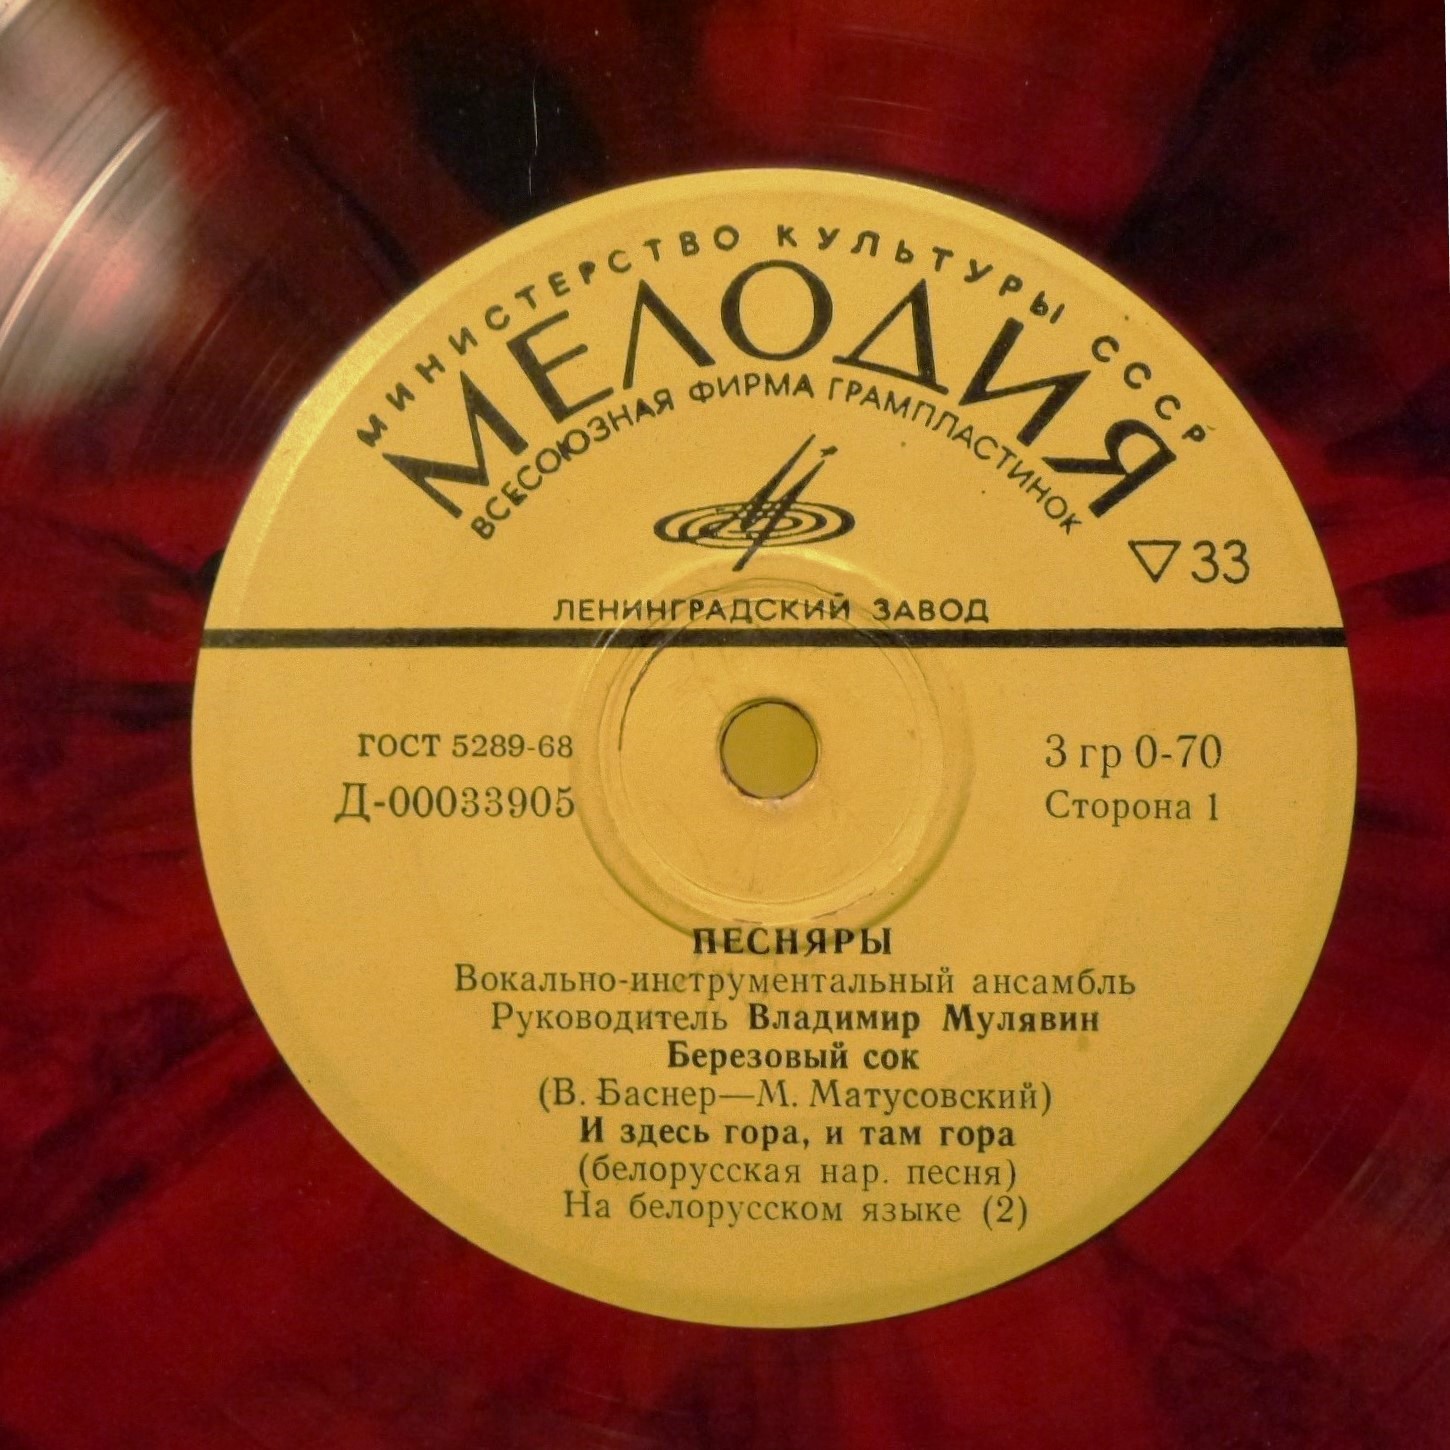 МИНИСТЕРСТВО КУЛЬТУРЫ СССР
МЕЛОДИЯ
ВСЕСОЮЗНАЯ ФИРМА ГРАМПЛАСТИНОК
▽33
ЛЕНИНГРАДСКИЙ ЗАВОД
ГОСТ 5289-68
3 гр 0-70
Д-00033905
Сторона 1
ПЕСНЯРЫ
Вокально-инструментальный ансамбль
Руководитель Владимир Мулявин
Березовый сок
(В. Баснер—М. Матусовский)
И здесь гора, и там гора
(белорусская нар. песня)
На белорусском языке (2)